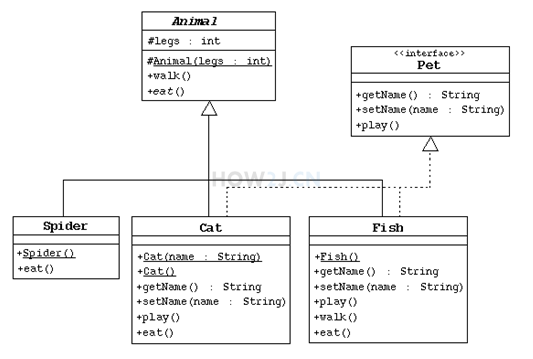 Animal
#legs : int
#Animal(legs : int)
+walk()
+eat()
<<interface>>
Pet
+getName() : String
+setName(name : String)
+play()
HOW2J.CN
Spider
+Spider()
+eat()
Cat
+Cat(name : String)
+Cat()
+getName() : String
+setName(name : String)
+play()
+eat()
Fish
+Fish()
+getName() : String
+setName(name : String)
+play()
+walk()
+eat()